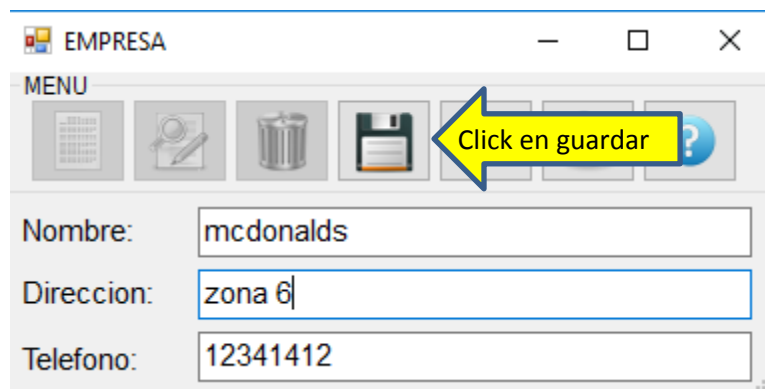 EMPRESA
MENU
Click en guardar
?
Nombre: mcdonalds
Direccion: zona 6
Telefono: 12341412